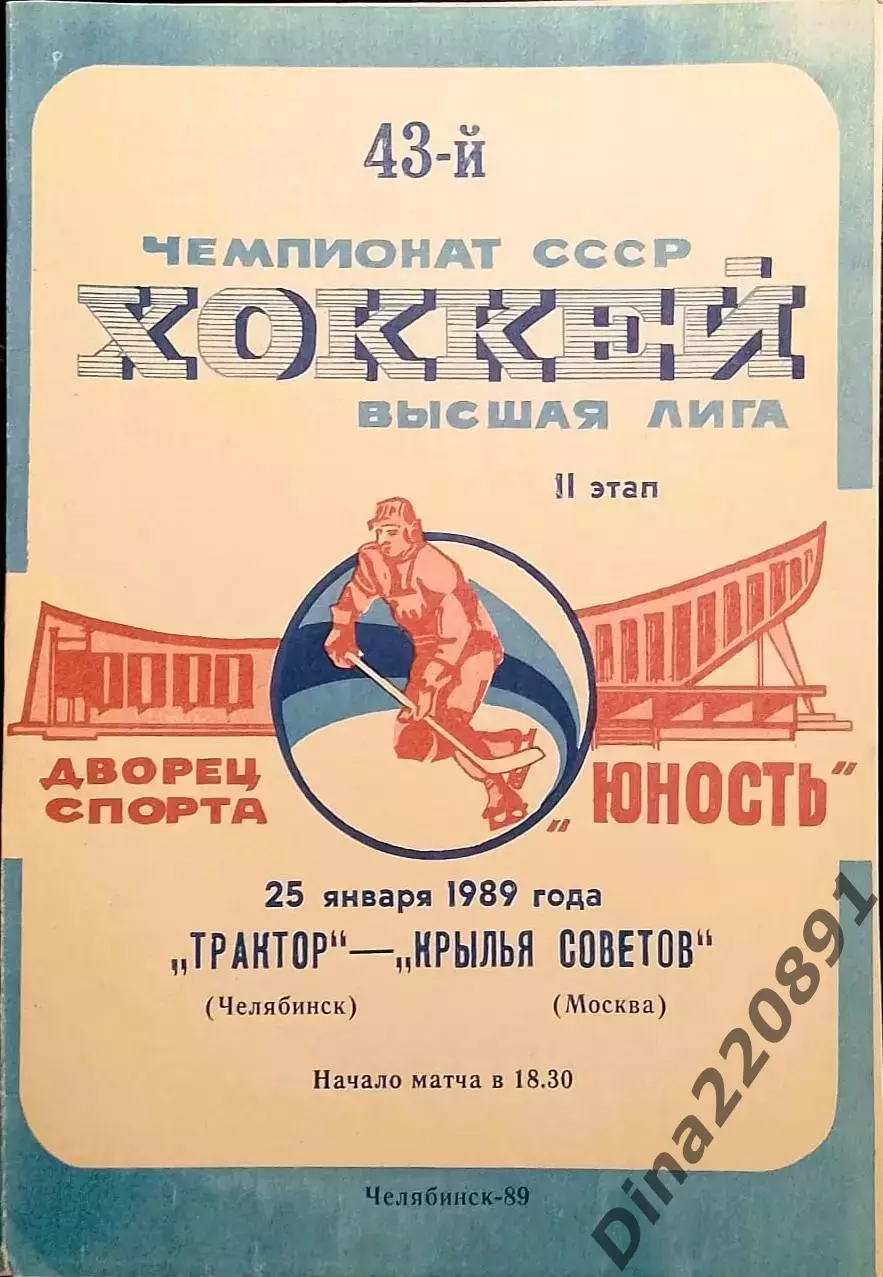 43-й
ЧЕМПИОНАТ СССР
ХОККЕЙ
ВЫСШАЯ ЛИГА
II этап
ДВОРЕЦ
СПОРТА
„ЮНОСТЬ“
25 января 1989 года
„ТРАКТОР“—„КРЫЛЬЯ СОВЕТОВ“
(Челябинск) (Москва)
Начало матча в 18.30
Челябинск-89
Dina220891